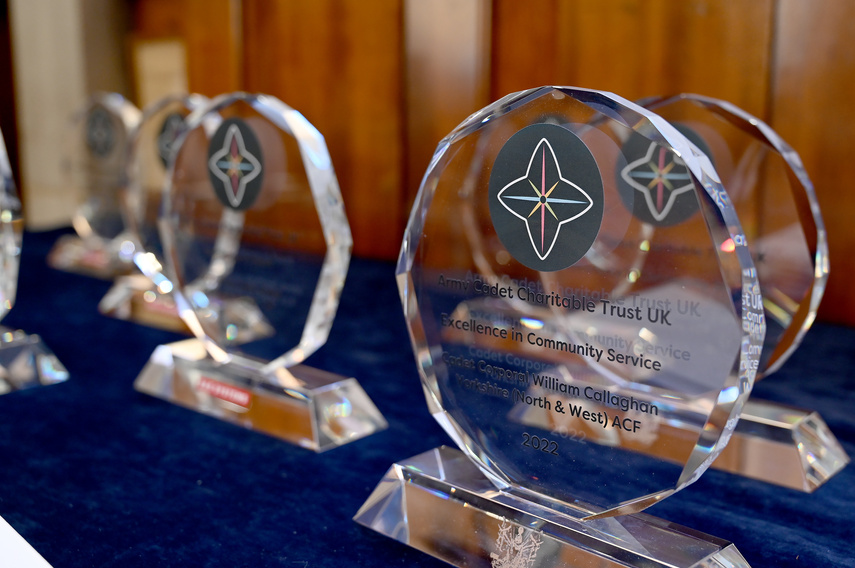 Army Cadet Charitable Trust UK
Excellence in Community Service
Cadet Corporal William Callaghan
Yorkshire (North & West) ACF
2022